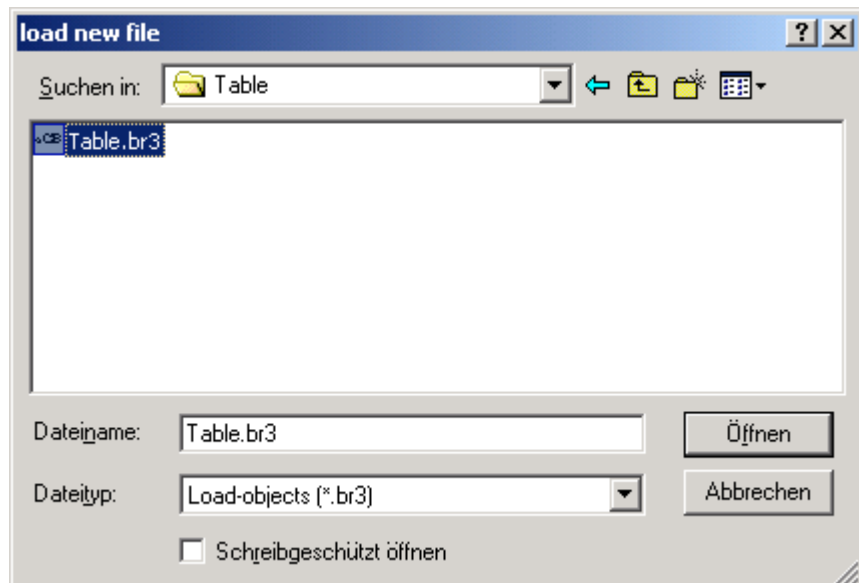 load new file
Suchen in: Table
Table.br3
Dateiname: Table.br3 Öffnen
Dateityp: Load-objects (*.br3) Abbrechen
Schreibgeschützt öffnen